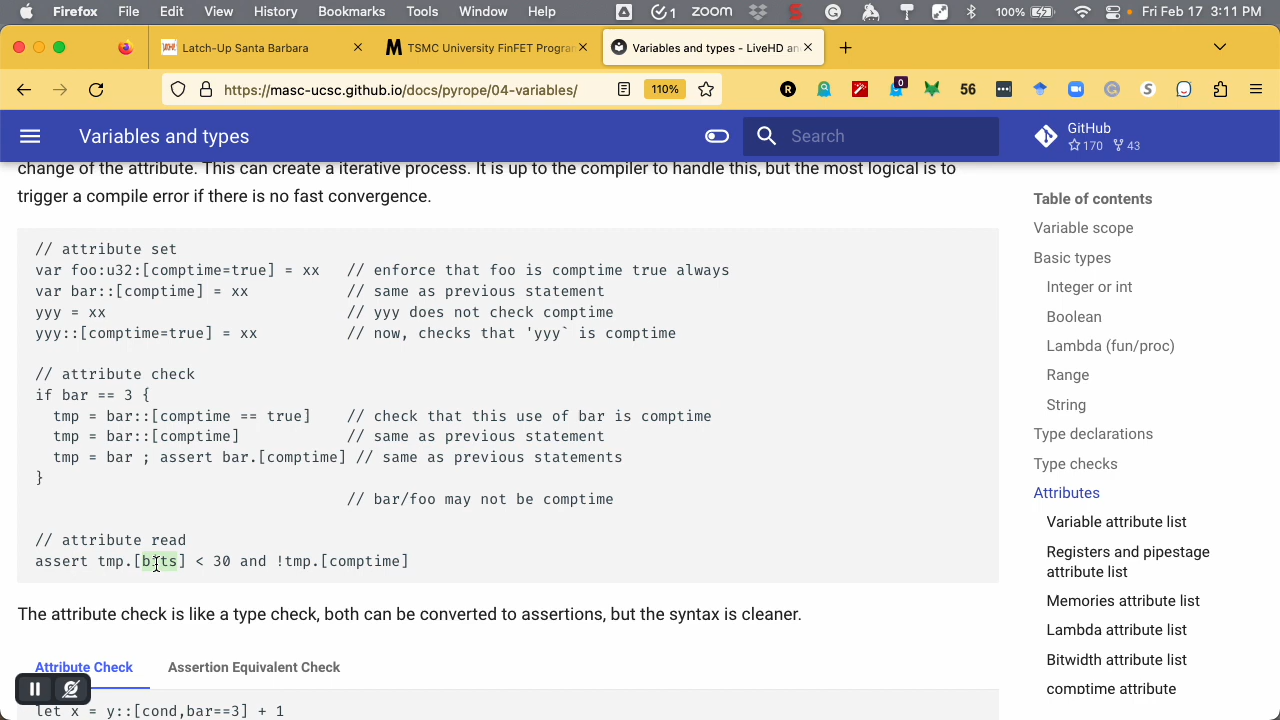 Firefox File Edit View History Bookmarks Tools Window Help 1 zoom 100% Fri Feb 17 3:11 PM
Latch-Up Santa Barbara
TSMC University FinFET Progra
Variables and types - LiveHD an
https://masc-ucsc.github.io/docs/pyrope/04-variables/ 110% 0 56
Variables and types
Search
GitHub
170 43
change of the attribute. This can create a iterative process. It is up to the compiler to handle this, but the most logical is to
trigger a compile error if there is no fast convergence.
// attribute set
var foo:u32:[comptime=true] = xx // enforce that foo is comptime true always
var bar::[comptime] = xx // same as previous statement
yyy = xx // yyy does not check comptime
yyy::[comptime=true] = xx // now, checks that 'yyy` is comptime
// attribute check
if bar == 3 {
tmp = bar::[comptime == true] // check that this use of bar is comptime
tmp = bar::[comptime] // same as previous statement
tmp = bar ; assert bar.[comptime] // same as previous statements
}
// bar/foo may not be comptime
// attribute read
assert tmp.[bits] < 30 and !tmp.[comptime]
The attribute check is like a type check, both can be converted to assertions, but the syntax is cleaner.
Attribute Check Assertion Equivalent Check
let x = y::[cond,bar==3] + 1
Table of contents
Variable scope
Basic types
Integer or int
Boolean
Lambda (fun/proc)
Range
String
Type declarations
Type checks
Attributes
Variable attribute list
Registers and pipestage
attribute list
Memories attribute list
Lambda attribute list
Bitwidth attribute list
comptime attribute